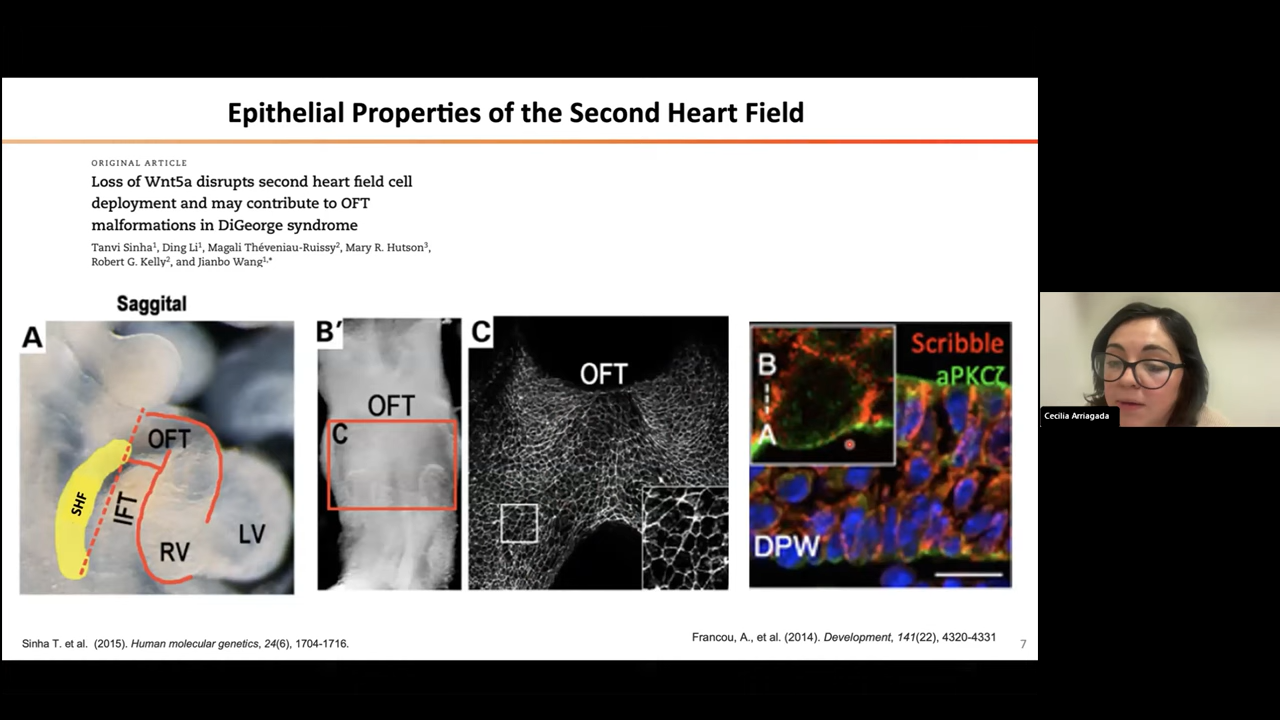 Epithelial Properties of the Second Heart Field
ORIGINAL ARTICLE
Loss of Wnt5a disrupts second heart field cell
deployment and may contribute to OFT
malformations in DiGeorge syndrome
Tanvi Sinha¹, Ding Li¹, Magali Théveniau-Ruissy², Mary R. Hutson³,
Robert G. Kelly², and Jianbo Wang¹,*
Saggital
A
OFT
SHF
IFT
RV
LV
B′
OFT
C
C
OFT
B
A
Scribble
aPKCζ
DPW
Cecilia Arriagada
Sinha T. et al. (2015). Human molecular genetics, 24(6), 1704-1716.
Francou, A., et al. (2014). Development, 141(22), 4320-4331
7